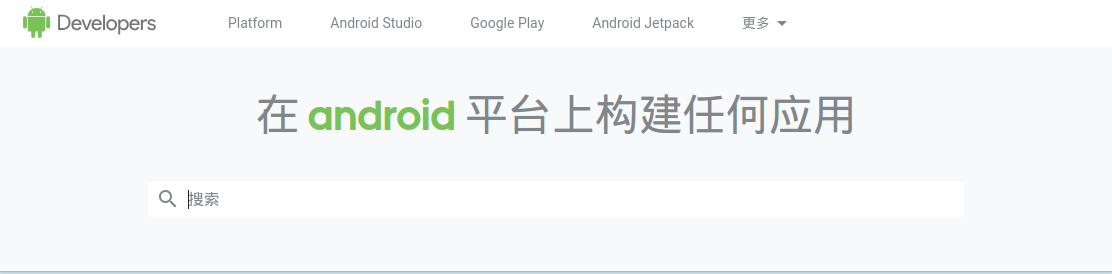 Developers Platform Android Studio Google Play Android Jetpack 更多
在 android 平台上构建任何应用
搜索